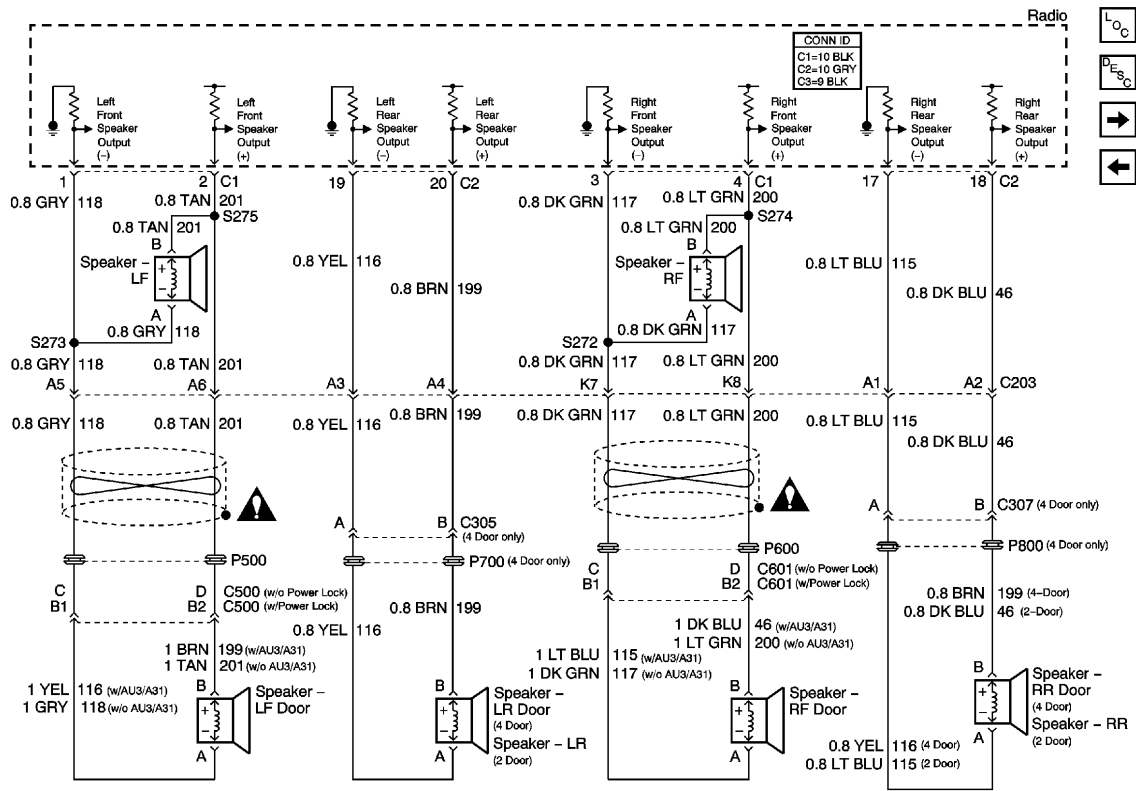 Radio
LOC
DESC
CONN ID
C1=10 BLK
C2=10 GRY
C3=9 BLK
Left Front Speaker Output (–)
Left Front Speaker Output (+)
Left Rear Speaker Output (–)
Left Rear Speaker Output (+)
Right Front Speaker Output (–)
Right Front Speaker Output (+)
Right Rear Speaker Output (–)
Right Rear Speaker Output (+)
1 2 C1 19 20 C2 3 4 C1 17 18 C2
0.8 GRY 118 0.8 TAN 201 0.8 DK GRN 117 0.8 LT GRN 200
S275 S274
0.8 TAN 201 0.8 LT GRN 200
B B
Speaker – LF
+
–
0.8 YEL 116
0.8 BRN 199
Speaker – RF
+
–
0.8 LT BLU 115
0.8 DK BLU 46
A A
0.8 GRY 118 0.8 DK GRN 117
S273 S272
0.8 GRY 118 0.8 TAN 201 0.8 DK GRN 117 0.8 LT GRN 200
A5 A6 A3 A4 K7 K8 A1 A2 C203
0.8 GRY 118 0.8 TAN 201 0.8 YEL 116 0.8 BRN 199 0.8 DK GRN 117 0.8 LT GRN 200 0.8 LT BLU 115 0.8 DK BLU 46
A B C305 (4 Door only)
A B C307 (4 Door only)
P500
P700 (4 Door only)
P600
P800 (4 Door only)
C D C500 (w/o Power Lock)
B1 B2 C500 (w/Power Lock)
C D C601 (w/o Power Lock)
B1 B2 C601 (w/Power Lock)
0.8 BRN 199
0.8 YEL 116
0.8 BRN 199 (4–Door)
0.8 DK BLU 46 (2–Door)
1 BRN 199 (w/AU3/A31)
1 TAN 201 (w/o AU3/A31)
1 DK BLU 46 (w/AU3/A31)
1 LT GRN 200 (w/o AU3/A31)
1 YEL 116 (w/AU3/A31)
1 GRY 118 (w/o AU3/A31)
1 LT BLU 115 (w/AU3/A31)
1 DK GRN 117 (w/o AU3/A31)
B
+
–
A
Speaker – LF Door
B
+
–
A
Speaker – LR Door (4 Door)
Speaker – LR (2 Door)
B
+
–
A
Speaker – RF Door
B
+
–
A
Speaker – RR Door (4 Door)
Speaker – RR (2 Door)
0.8 YEL 116 (4 Door)
0.8 LT BLU 115 (2 Door)